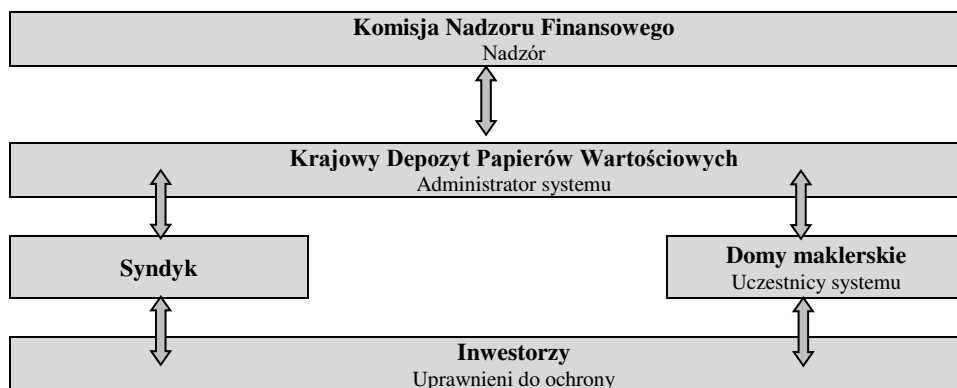 Komisja Nadzoru Finansowego
Nadzór
Krajowy Depozyt Papierów Wartościowych
Administrator systemu
Syndyk
Domy maklerskie
Uczestnicy systemu
Inwestorzy
Uprawnieni do ochrony